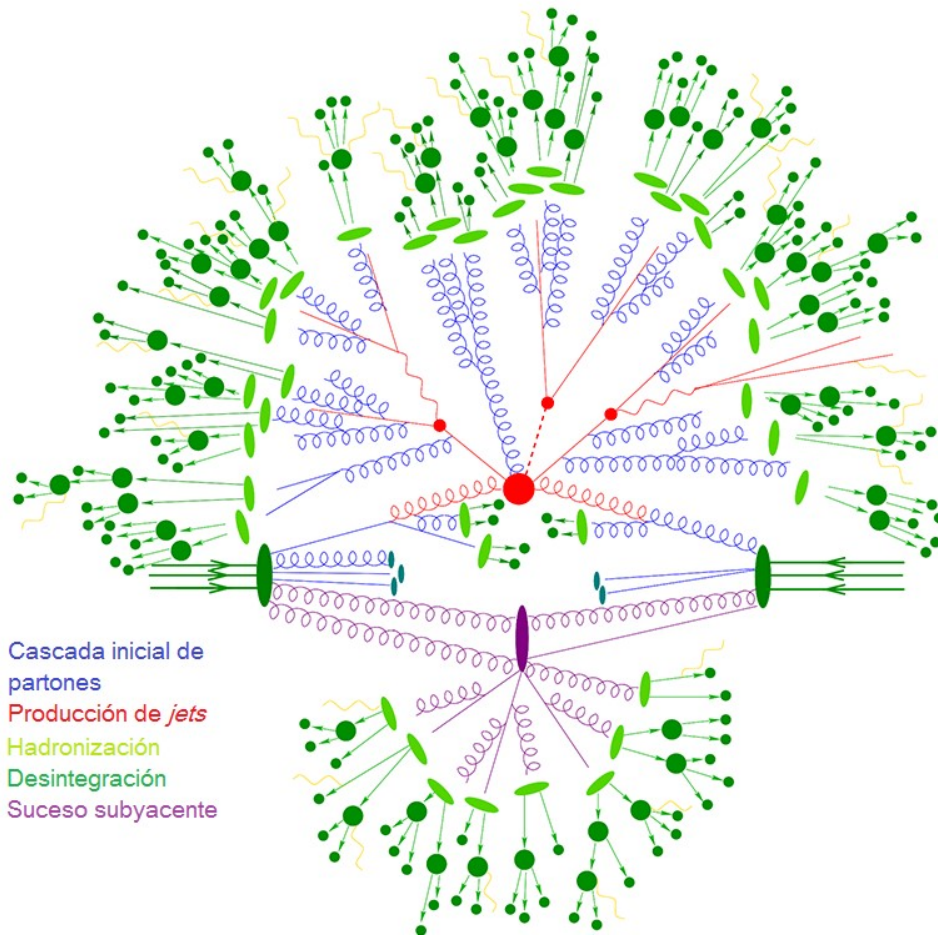 Cascada inicial de
partones
Producción de jets
Hadronización
Desintegración
Suceso subyacente